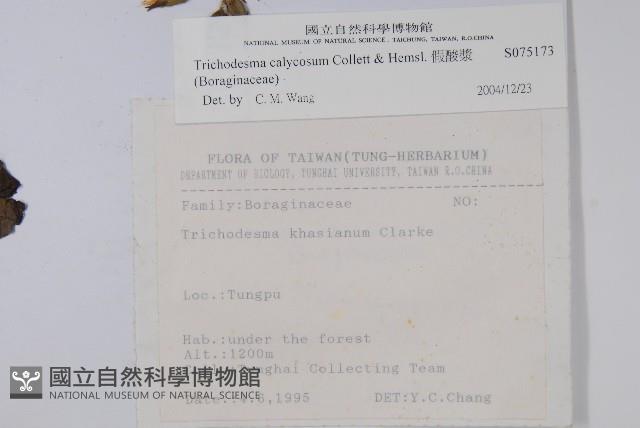 國立自然科學博物館
NATIONAL MUSEUM OF NATURAL SCIENCE, TAICHUNG, TAIWAN, R.O.CHINA
Trichodesma calycosum Collett & Hemsl. 假酸漿 S075173
(Boraginaceae)
Det. by C. M. Wang 2004/12/23
FLORA OF TAIWAN(TUNG-HERBARIUM)
DEPARTMENT OF BIOLOGY, TUNGHAI UNIVERSITY, TAIWAN R.O.CHINA
Family:Boraginaceae NO:
Trichodesma khasianum Clarke
Loc.:Tungpu
Hab.:under the forest
Alt.:1200m
Tunghai Collecting Team
Date.:4.6,1995 DET:Y.C.Chang
國立自然科學博物館
NATIONAL MUSEUM OF NATURAL SCIENCE